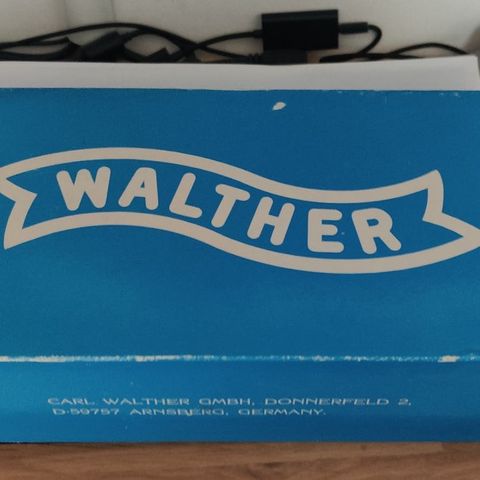 WALTHER
CARL WALTHER GMBH, DONNERFELD 2,
D-59757 ARNSBERG, GERMANY.